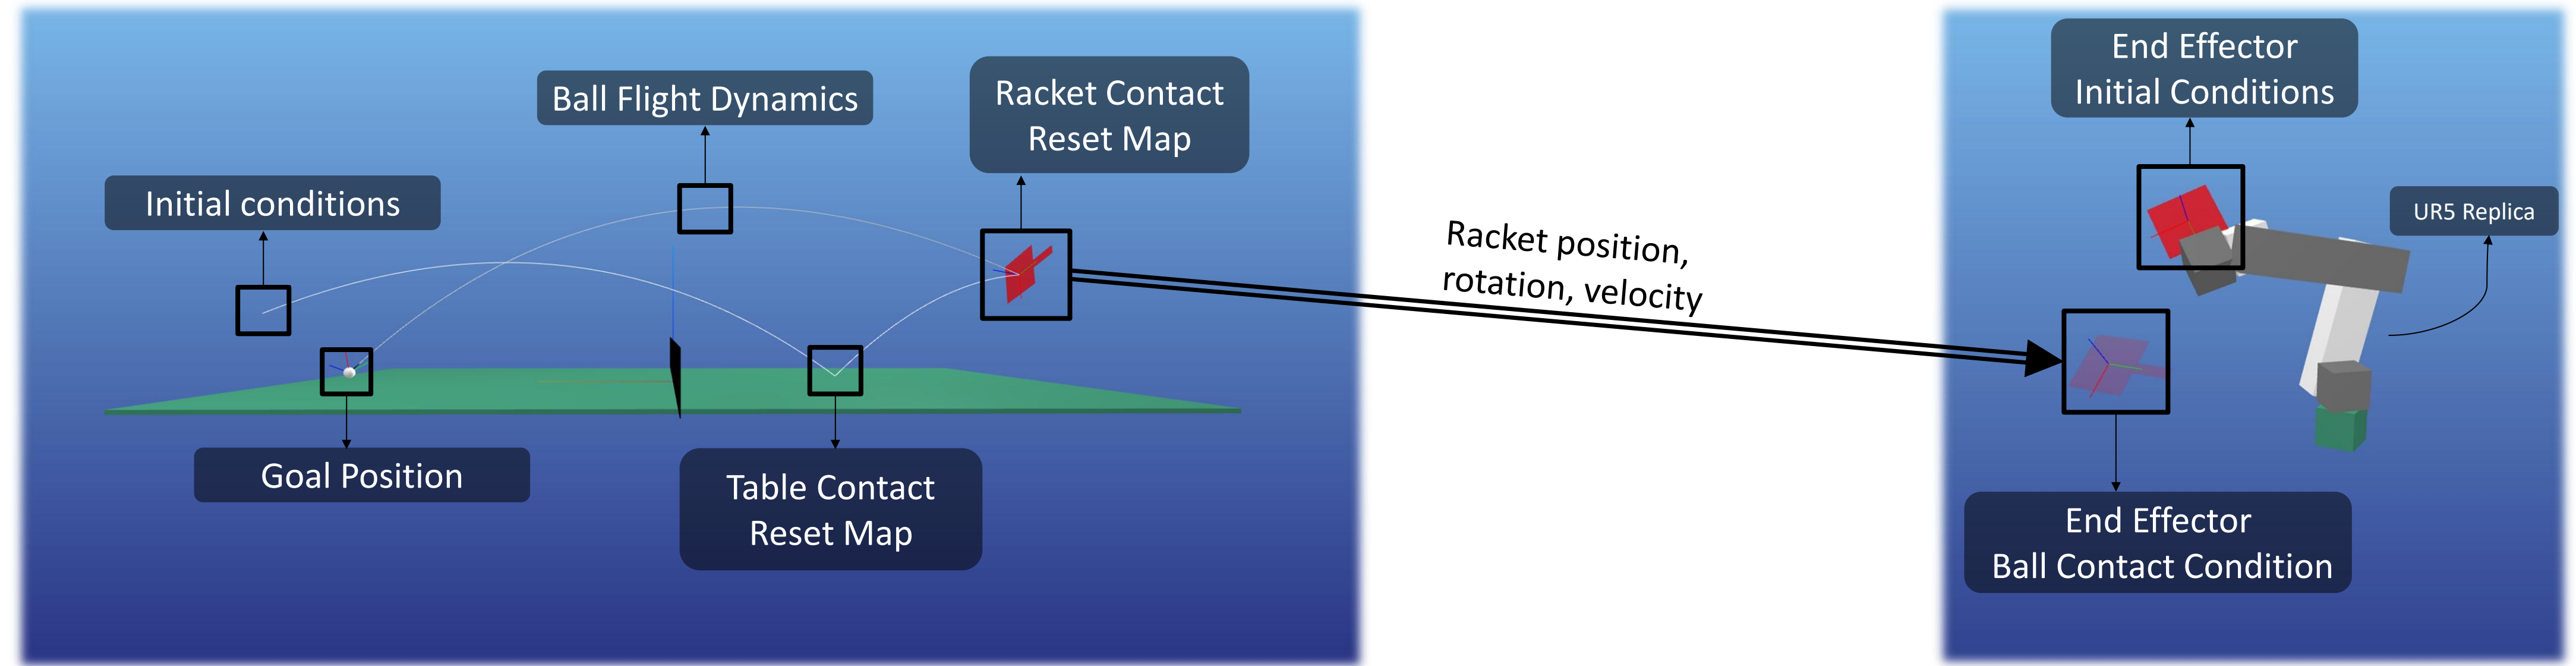 Initial conditions
Ball Flight Dynamics
Racket Contact
Reset Map
Goal Position
Table Contact
Reset Map
Racket position,
rotation, velocity
End Effector
Initial Conditions
UR5 Replica
End Effector
Ball Contact Condition